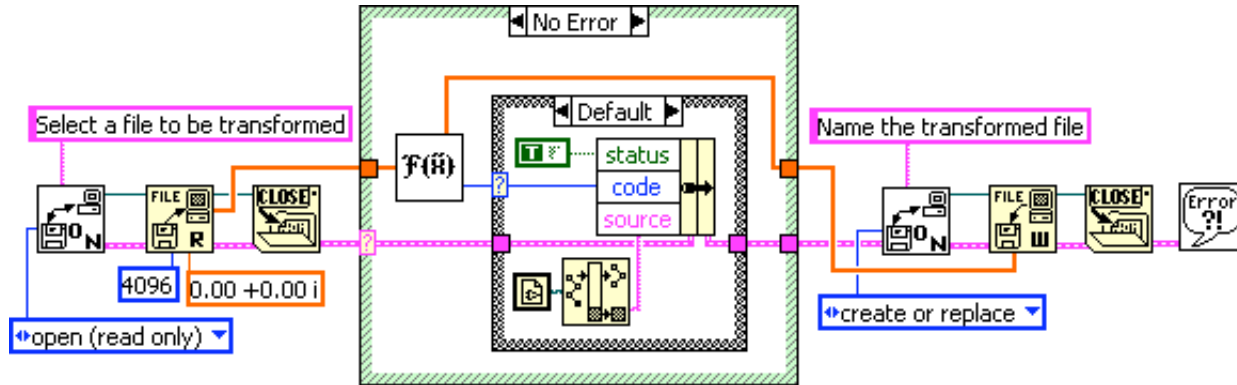 No Error
Select a file to be transformed
Default
Name the transformed file
T
status
ℱ(ẍ)
?
code
source
O N
FILE R
CLOSE
?
O N
FILE W
CLOSE
Error ?!
4096
0.00 +0.00 i
open (read only)
create or replace